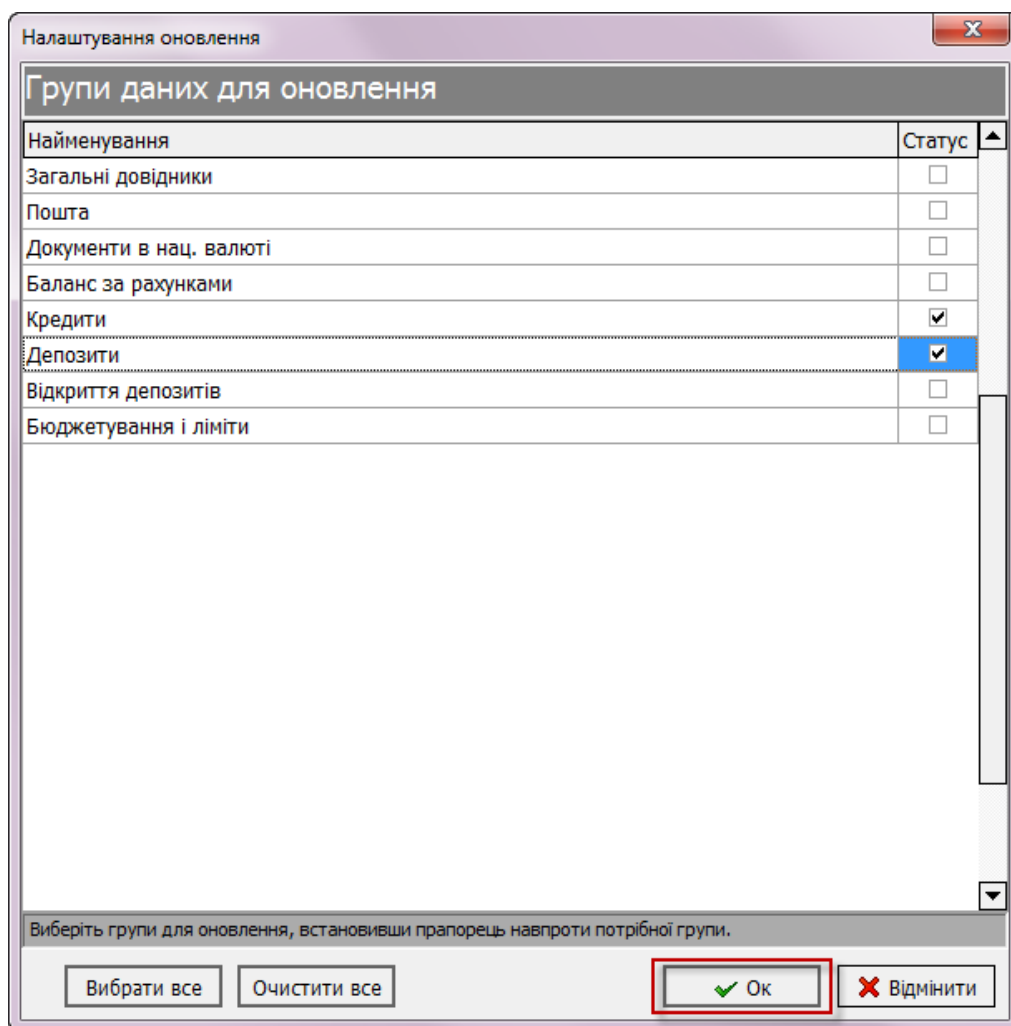 Налаштування оновлення
Групи даних для оновлення
Найменування Статус
Загальні довідники
Пошта
Документи в нац. валюті
Баланс за рахунками
Кредити
Депозити
Відкриття депозитів
Бюджетування і ліміти
Виберіть групи для оновлення, встановивши прапорець навпроти потрібної групи.
Вибрати все Очистити все Ок Відмінити